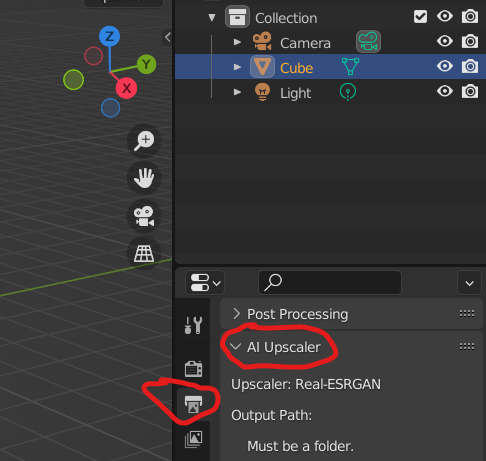 Collection
Z
Camera
Y
Cube
X
Light
Post Processing
AI Upscaler
Upscaler: Real-ESRGAN
Output Path:
Must be a folder.